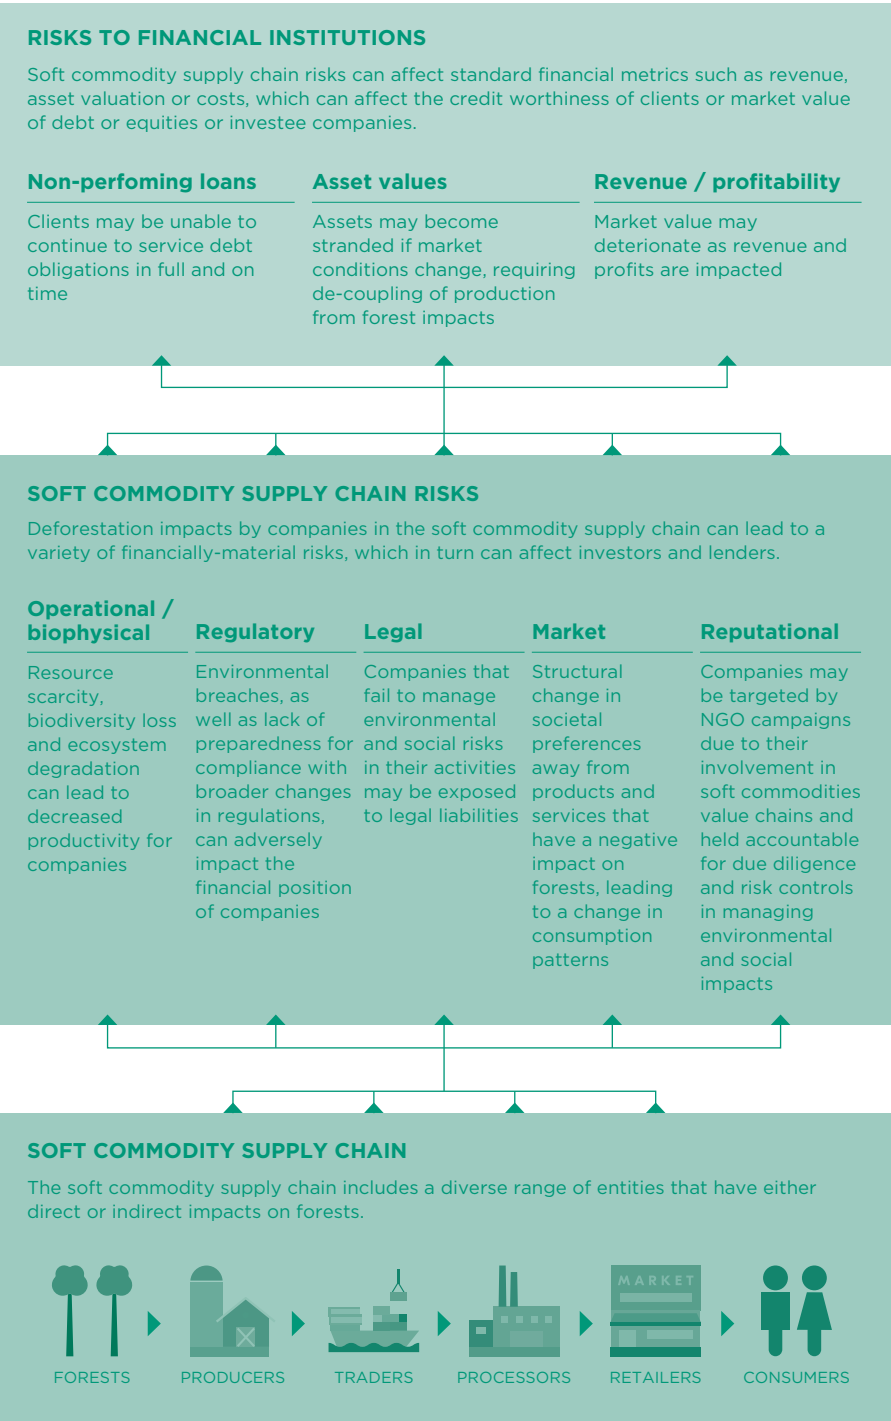 RISKS TO FINANCIAL INSTITUTIONS
Soft commodity supply chain risks can affect standard financial metrics such as revenue,
asset valuation or costs, which can affect the credit worthiness of clients or market value
of debt or equities or investee companies.
Non-perfoming loans
Clients may be unable to
continue to service debt
obligations in full and on
time
Asset values
Assets may become
stranded if market
conditions change, requiring
de-coupling of production
from forest impacts
Revenue / profitability
Market value may
deterionate as revenue and
profits are impacted
SOFT COMMODITY SUPPLY CHAIN RISKS
Deforestation impacts by companies in the soft commodity supply chain can lead to a
variety of financially-material risks, which in turn can affect investors and lenders.
Operational /
biophysical
Resource
scarcity,
biodiversity loss
and ecosystem
degradation
can lead to
decreased
productivity for
companies
Regulatory
Environmental
breaches, as
well as lack of
preparedness for
compliance with
broader changes
in regulations,
can adversely
impact the
financial position
of companies
Legal
Companies that
fail to manage
environmental
and social risks
in their activities
may be exposed
to legal liabilities
Market
Structural
change in
societal
preferences
away from
products and
services that
have a negative
impact on
forests, leading
to a change in
consumption
patterns
Reputational
Companies may
be targeted by
NGO campaigns
due to their
involvement in
soft commodities
value chains and
held accountable
for due diligence
and risk controls
in managing
environmental
and social
impacts
SOFT COMMODITY SUPPLY CHAIN
The soft commodity supply chain includes a diverse range of entities that have either
direct or indirect impacts on forests.
MARKET
FORESTS
PRODUCERS
TRADERS
PROCESSORS
RETAILERS
CONSUMERS